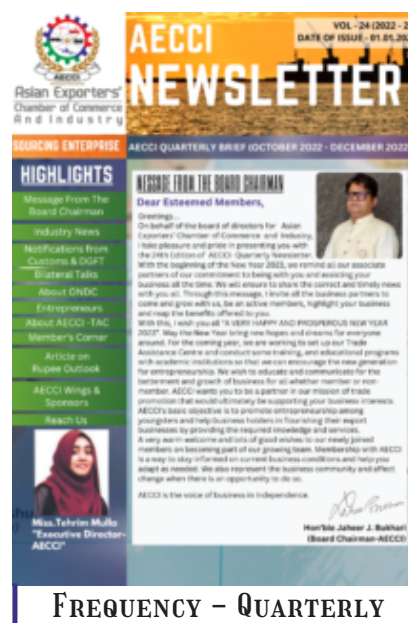 VOL - 24 (2022 - 2
DATE OF ISSUE - 01.01.20
AECCI
NEWSLETTER
AECCI
Asian Exporters'
Chamber of Commerce
And Industry
SOURCING ENTERPRISE
AECCI QUARTERLY BRIEF (OCTOBER 2022 - DECEMBER 2022
HIGHLIGHTS
Message From The
Board Chairman
Industry News
Notifications from
Customs & DGFT
Bilateral Talks
About ONDC
Entrepreneurs
About AECCI -TAC
Member's Corner
Article on
Rupee Outlook
AECCI Wings &
Sponsors
Reach Us
Miss.Tehrim Mulla
"Executive Director-
AECCI"
MESSAGE FROM THE BOARD CHAIRMAN
Dear Esteemed Members,
Greetings...
On behalf of the board of directors for Asian
Exporters' Chamber of Commerce and Industry,
I take pleasure and pride in presenting you with
the 24th Edition of AECCI Quarterly Newsletter.
With the beginning of the New Year 2023, we remind all our associate
partners of our commitment to being with you and assisting your
business all the time. We will ensure to share the correct and timely news
with you all. Through this message, I invite all the business partners to
come and grow with us, be an active members, highlight your business
and reap the benefits offered to you.
With this, I wish you all "A VERY HAPPY AND PROSPEROUS NEW YEAR
2023". May the New Year bring new hopes and dreams for everyone
around. For the coming year, we are working to set up our Trade
Assistance Centre and conduct some training, and educational programs
with academic institutions so that we can encourage the new generation
for entrepreneurship. We wish to educate and communicate for the
betterment and growth of business for all whether member or non-
member. AECCI wants you to be a partner in our mission of trade
promotion that would ultimately be supporting your business interests.
AECCI's basic objective is to promote entrepreneurship among
youngsters and help business holders in flourishing their export
businesses by providing the required knowledge and services.
A very warm welcome and lots of good wishes to our newly joined
members on becoming part of our growing team. Membership with AECCI
is a way to stay informed on current business conditions and help you
adapt as needed. We also represent the business community and affect
change when there is an opportunity to do so.
AECCI is the voice of business in independence.
Hon'ble Jaheer J. Bukhari
(Board Chairman-AECCI)
Frequency – Quarterly